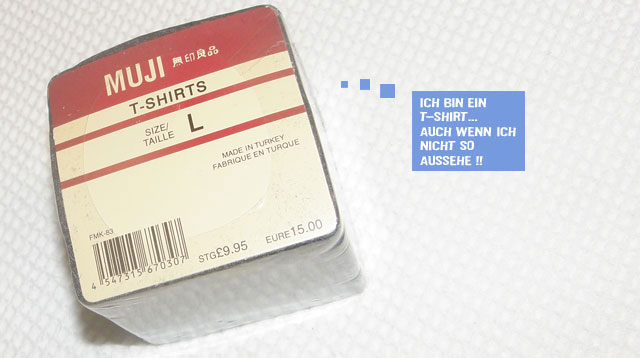 MUJI 無印良品
T-SHIRTS
SIZE/
TAILLE
L
MADE IN TURKEY
FABRIQUE EN TURQUE
FMK-83
4 547315 670307
STG£9.95
EURE15.00
ICH BIN EIN
T-SHIRT...
AUCH WENN ICH
NICHT SO
AUSSEHE !!